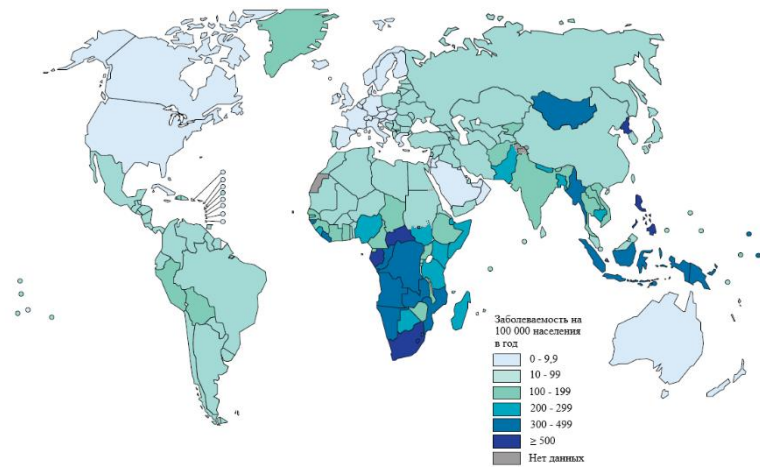 Заболеваемость на
100 000 населения
в год
0 - 9,9
10 - 99
100 - 199
200 - 299
300 - 499
≥ 500
Нет данных